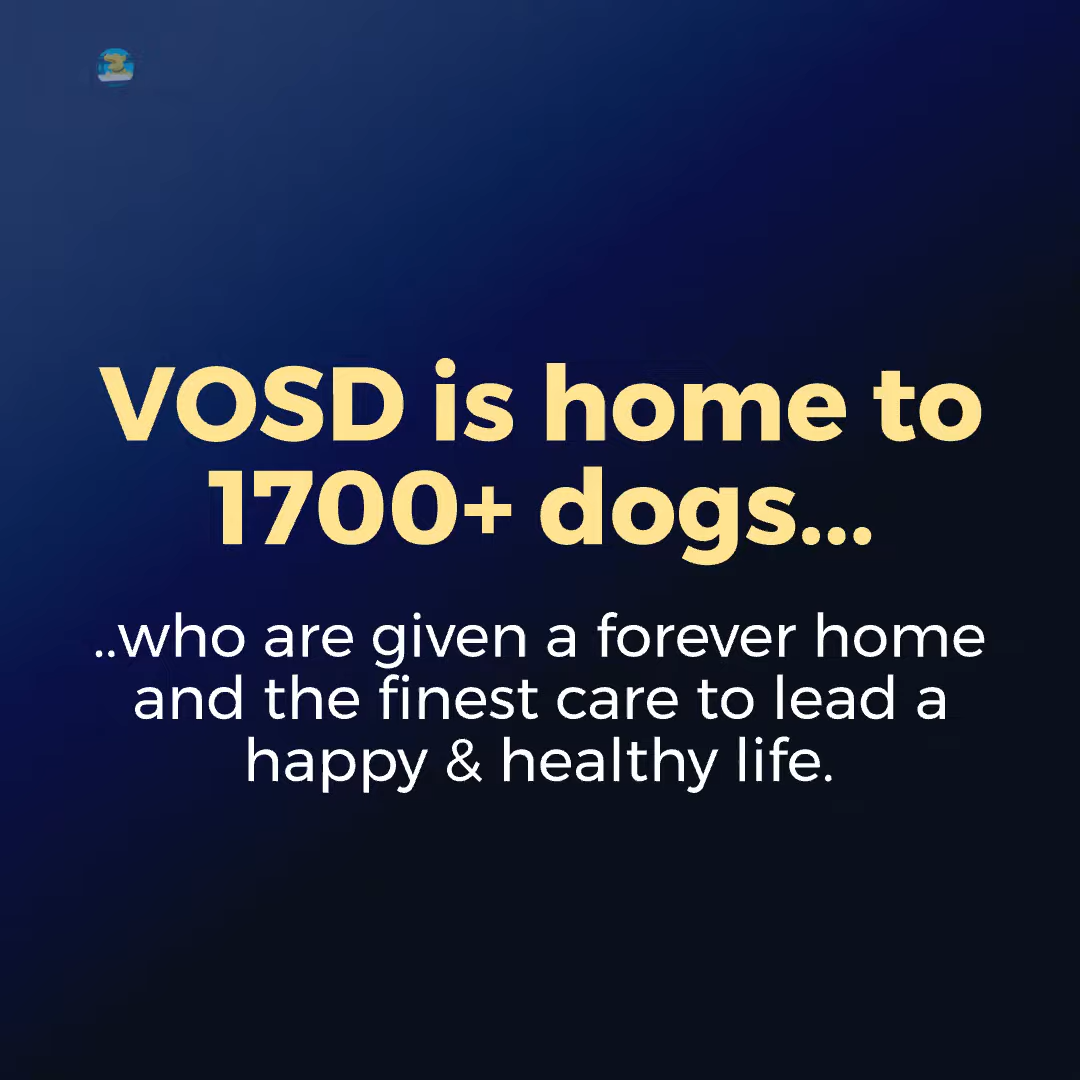 VOSD is home to
1700+ dogs...
..who are given a forever home
and the finest care to lead a
happy & healthy life.